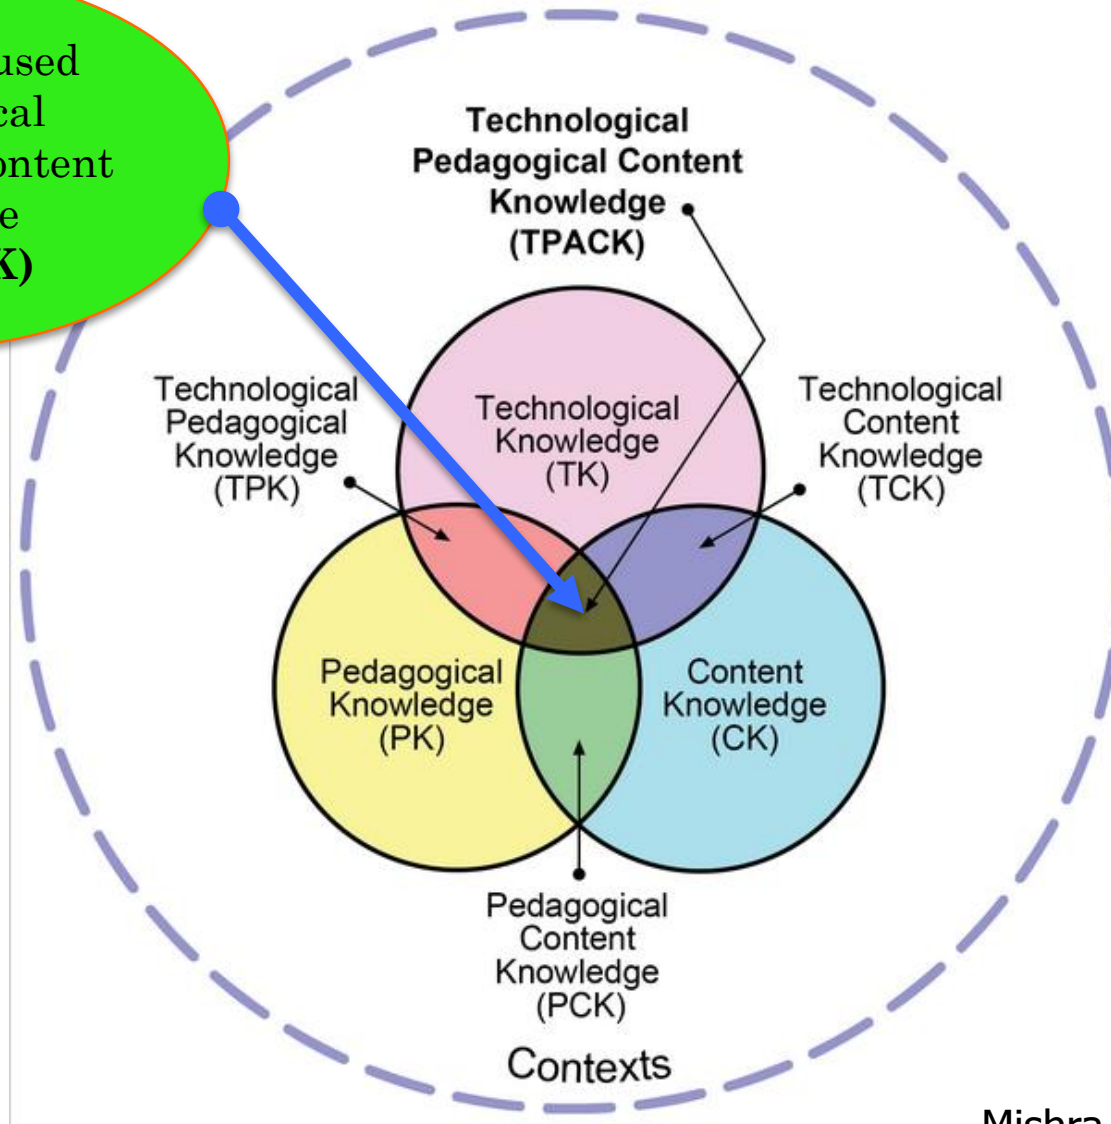 used
cal
ontent
e
K)
Technological
Pedagogical Content
Knowledge
(TPACK)
Technological
Pedagogical
Knowledge
(TPK)
Technological
Knowledge
(TK)
Technological
Content
Knowledge
(TCK)
Pedagogical
Knowledge
(PK)
Content
Knowledge
(CK)
Pedagogical
Content
Knowledge
(PCK)
Contexts
Mishra